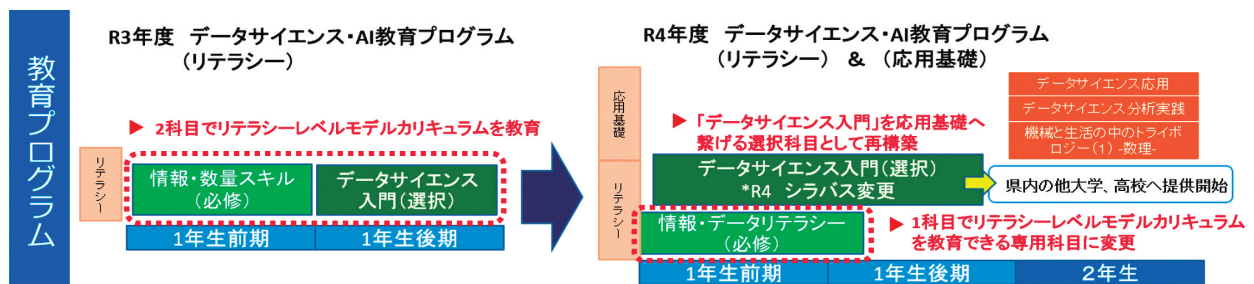 教育プログラム
R3年度 データサイエンス・AI教育プログラム
(リテラシー)
▶ 2科目でリテラシーレベルモデルカリキュラムを教育
リテラシー
情報・数量スキル
(必修)
データサイエンス
入門(選択)
1年生前期
1年生後期
R4年度 データサイエンス・AI教育プログラム
(リテラシー) & (応用基礎)
応用基礎
リテラシー
データサイエンス応用
データサイエンス分析実践
機械と生活の中のトライボ
ロジー(1) -数理-
▶ 「データサイエンス入門」を応用基礎へ
繋げる選択科目として再構築
データサイエンス入門(選択)
*R4 シラバス変更
県内の他大学、高校へ提供開始
情報・データリテラシー
(必修)
▶ 1科目でリテラシーレベルモデルカリキュラム
を教育できる専用科目に変更
1年生前期
1年生後期
2年生